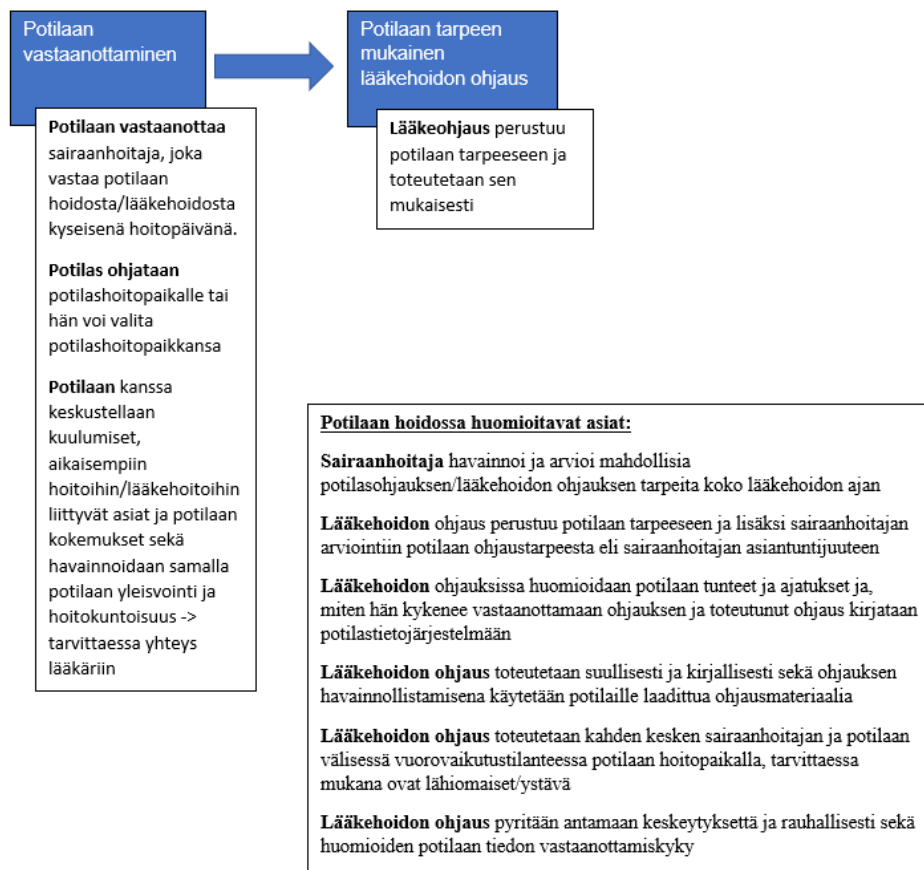 Potilaan
vastaanottaminen
Potilaan vastaanottaa
sairaanhoitaja, joka
vastaa potilaan
hoidosta/lääkehoidosta
kyseisenä hoitopäivänä.
Potilas ohjataan
potilashoitopaikalle tai
hän voi valita
potilashoitopaikkansa
Potilaan kanssa
keskustellaan
kuulumiset,
aikaisempiin
hoitoihin/lääkehoitoihin
liittyvät asiat ja potilaan
kokemukset sekä
havainnoidaan samalla
potilaan yleisvointi ja
hoitokuntoisuus ->
tarvittaessa yhteys
lääkäriin
Potilaan tarpeen
mukainen
lääkehoidon ohjaus
Lääkeohjaus perustuu
potilaan tarpeeseen ja
toteutetaan sen
mukaisesti
Potilaan hoidossa huomioitavat asiat:
Sairaanhoitaja havainnoi ja arvioi mahdollisia
potilasohjauksen/lääkehoidon ohjauksen tarpeita koko lääkehoidon ajan
Lääkehoidon ohjaus perustuu potilaan tarpeeseen ja lisäksi sairaanhoitajan
arviointiin potilaan ohjaustarpeesta eli sairaanhoitajan asiantuntijuuteen
Lääkehoidon ohjauksissa huomioidaan potilaan tunteet ja ajatukset ja,
miten hän kykenee vastaanottamaan ohjauksen ja toteutunut ohjaus kirjataan
potilastietojärjestelmään
Lääkehoidon ohjaus toteutetaan suullisesti ja kirjallisesti sekä ohjauksen
havainnollistamisena käytetään potilaille laadittua ohjausmateriaalia
Lääkehoidon ohjaus toteutetaan kahden kesken sairaanhoitajan ja potilaan
välisessä vuorovaikutustilanteessa potilaan hoitopaikalla, tarvittaessa
mukana ovat lähiomaiset/ystävä
Lääkehoidon ohjaus pyritään antamaan keskeytyksettä ja rauhallisesti sekä
huomioiden potilaan tiedon vastaanottamiskyky